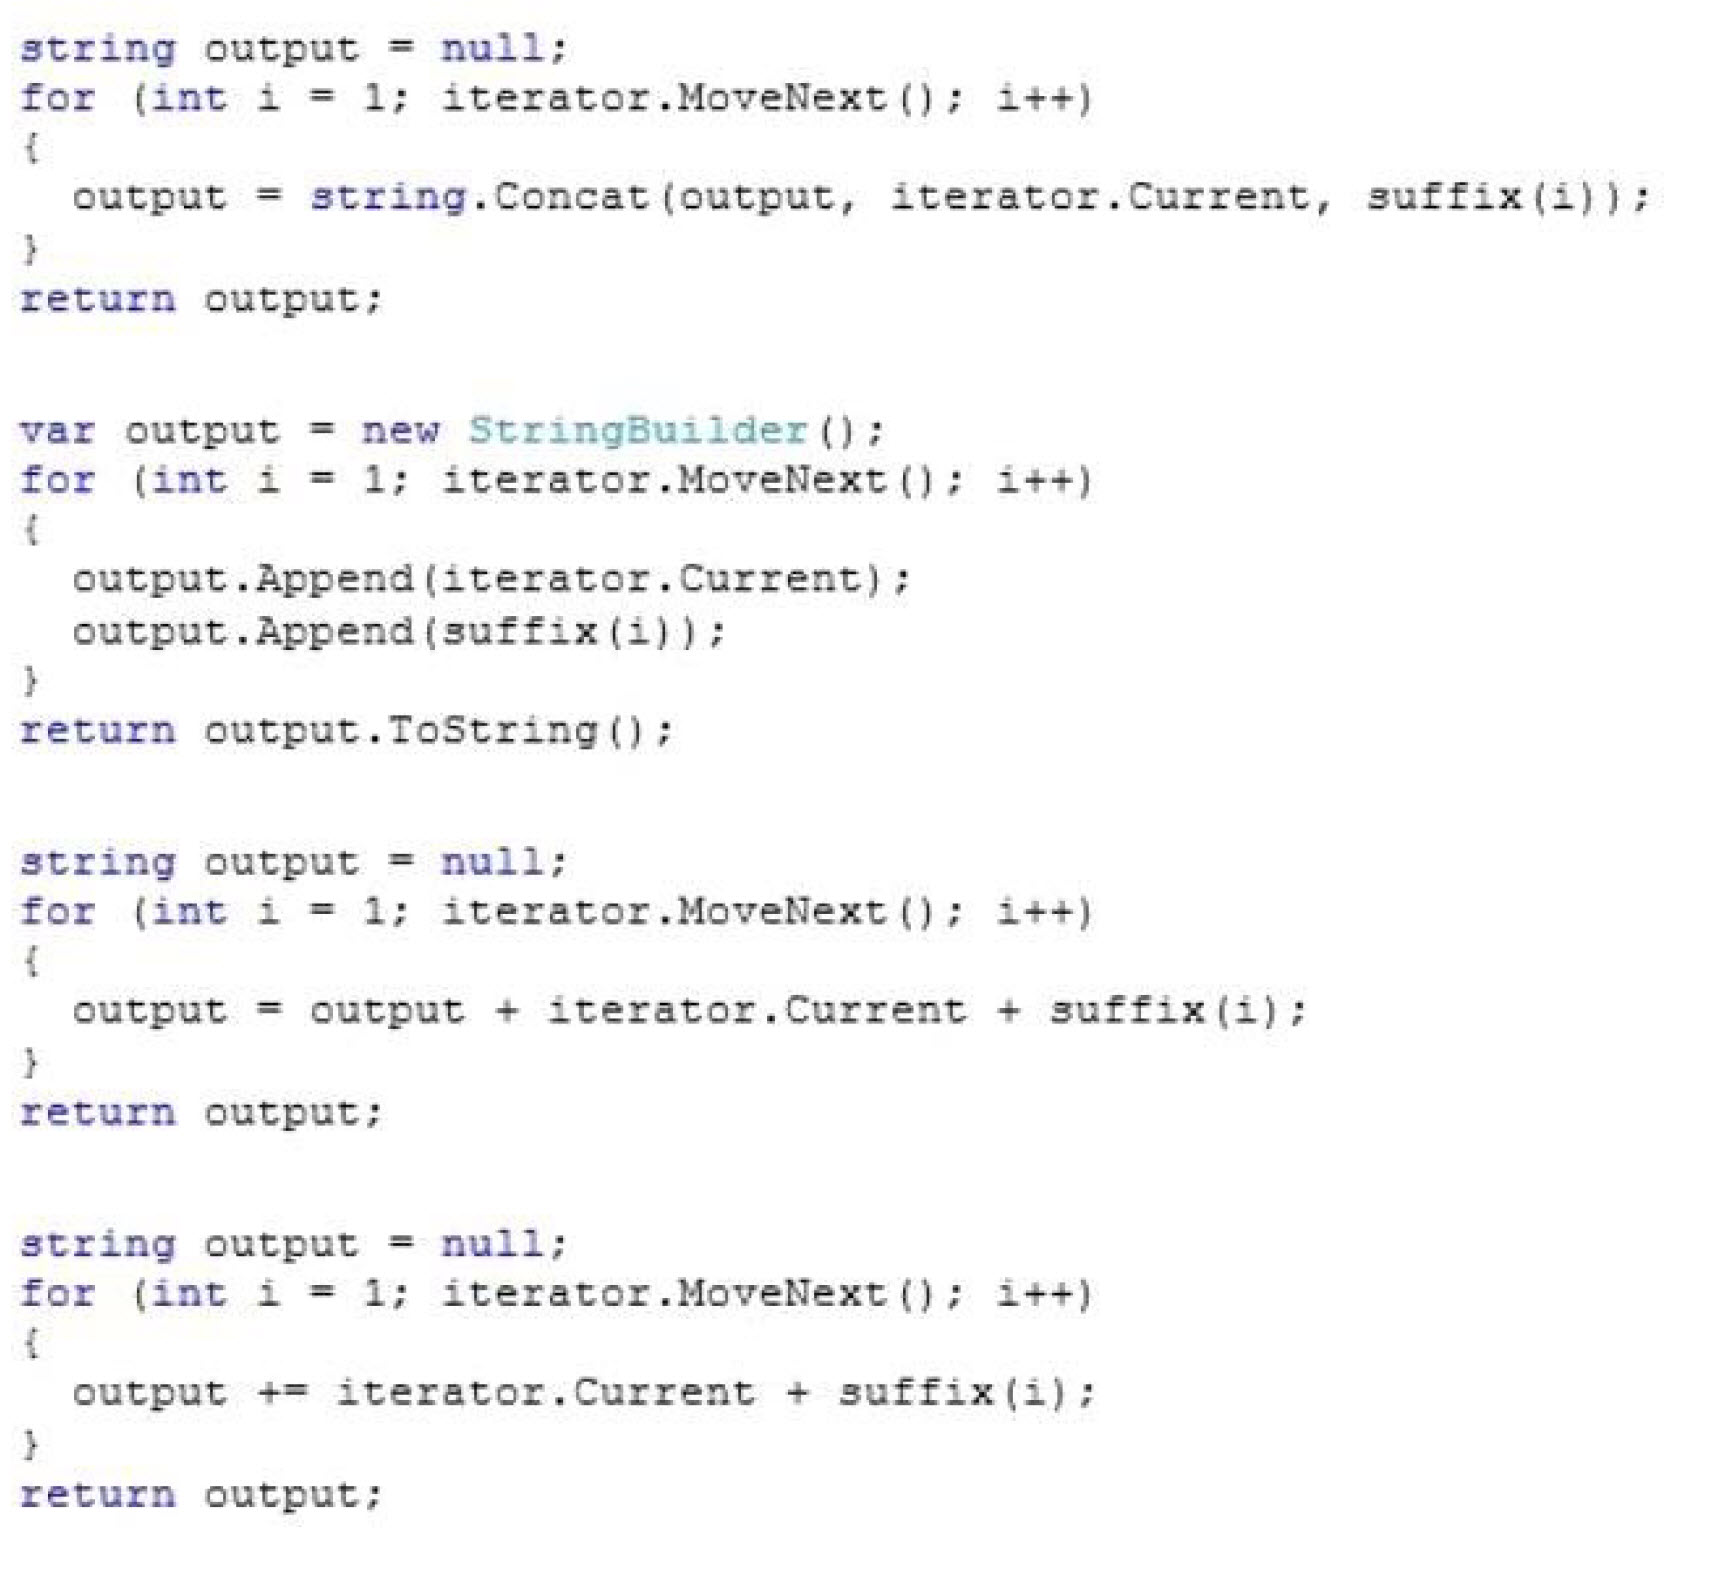 string output = null;
for (int i = 1; iterator.MoveNext(); i++)
{
  output = string.Concat(output, iterator.Current, suffix(i));
}
return output;
var output = new StringBuilder();
for (int i = 1; iterator.MoveNext(); i++)
{
  output.Append(iterator.Current);
  output.Append(suffix(i));
}
return output.ToString();
string output = null;
for (int i = 1; iterator.MoveNext(); i++)
{
  output = output + iterator.Current + suffix(i);
}
return output;
string output = null;
for (int i = 1; iterator.MoveNext(); i++)
{
  output += iterator.Current + suffix(i);
}
return output;